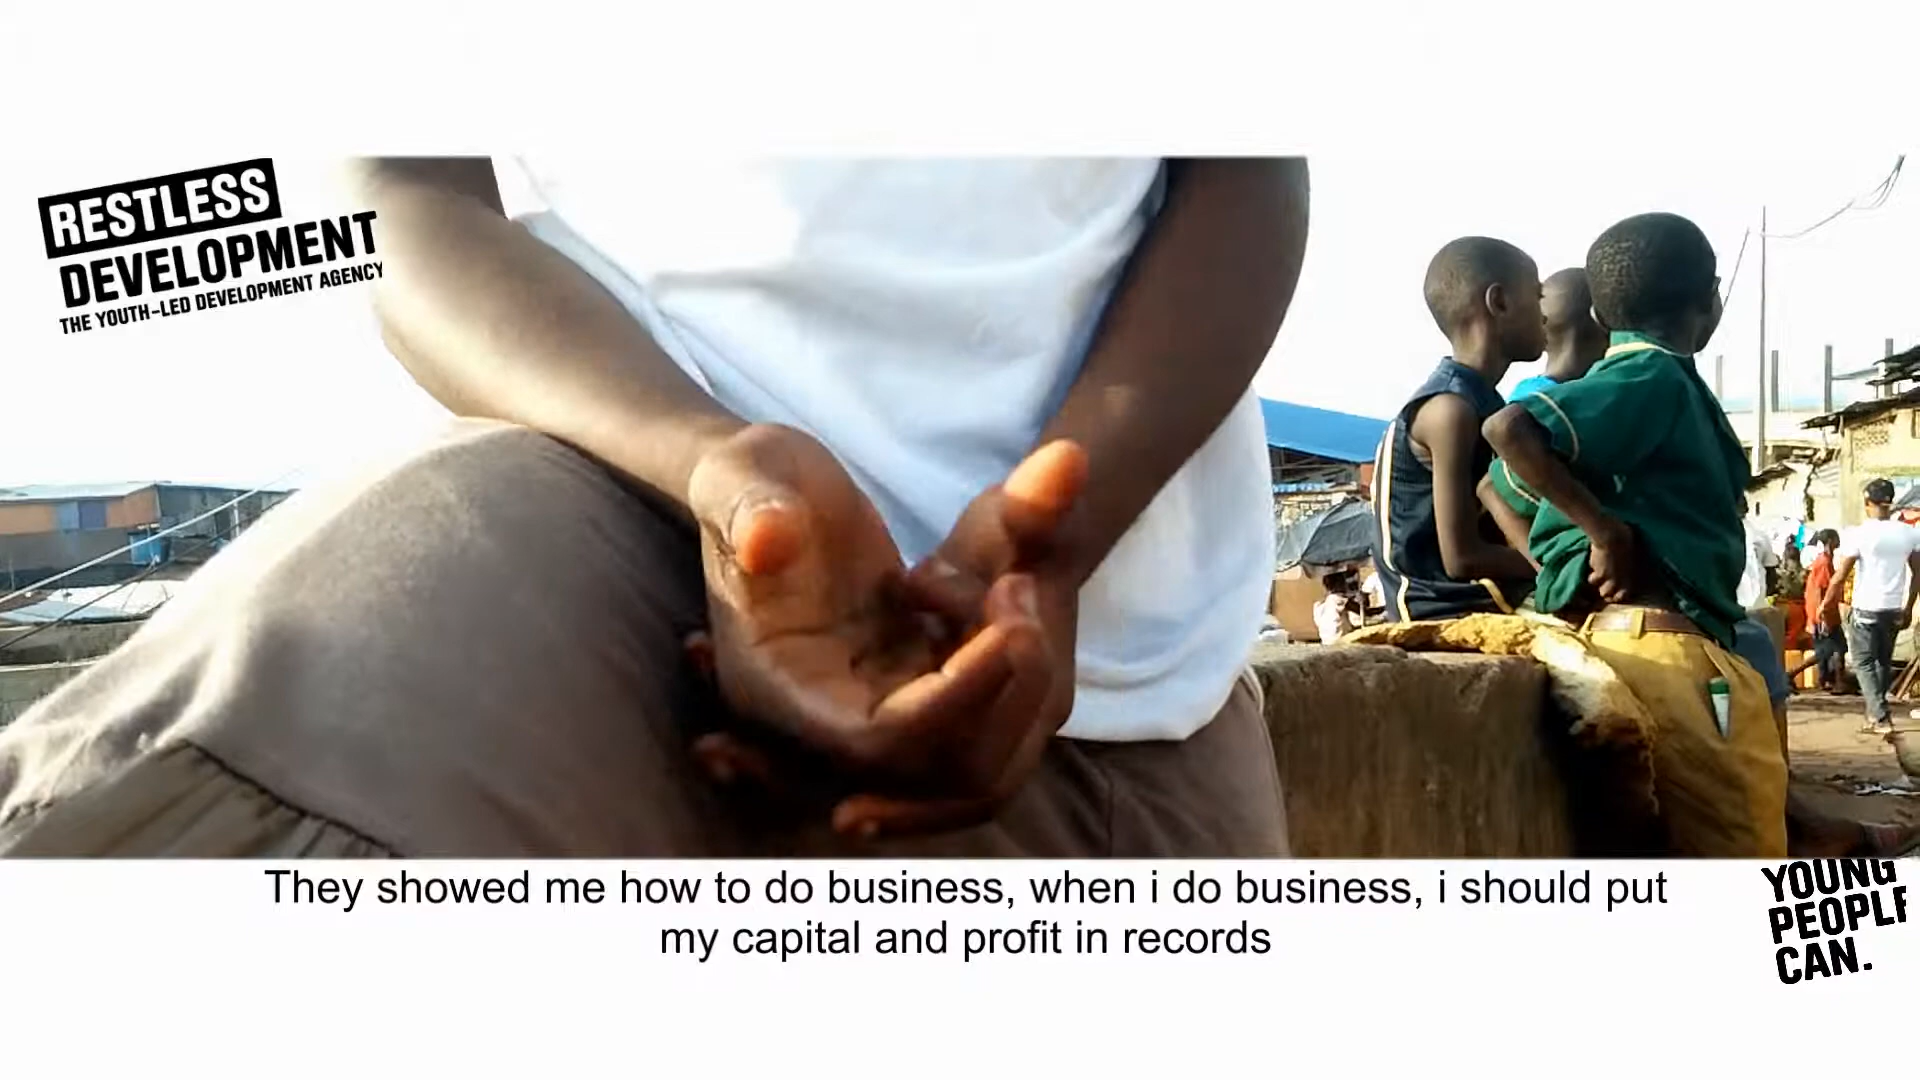 RESTLESS
DEVELOPMENT
THE YOUTH-LED DEVELOPMENT AGENCY
They showed me how to do business, when i do business, i should put
my capital and profit in records
YOUNG
PEOPLE
CAN.